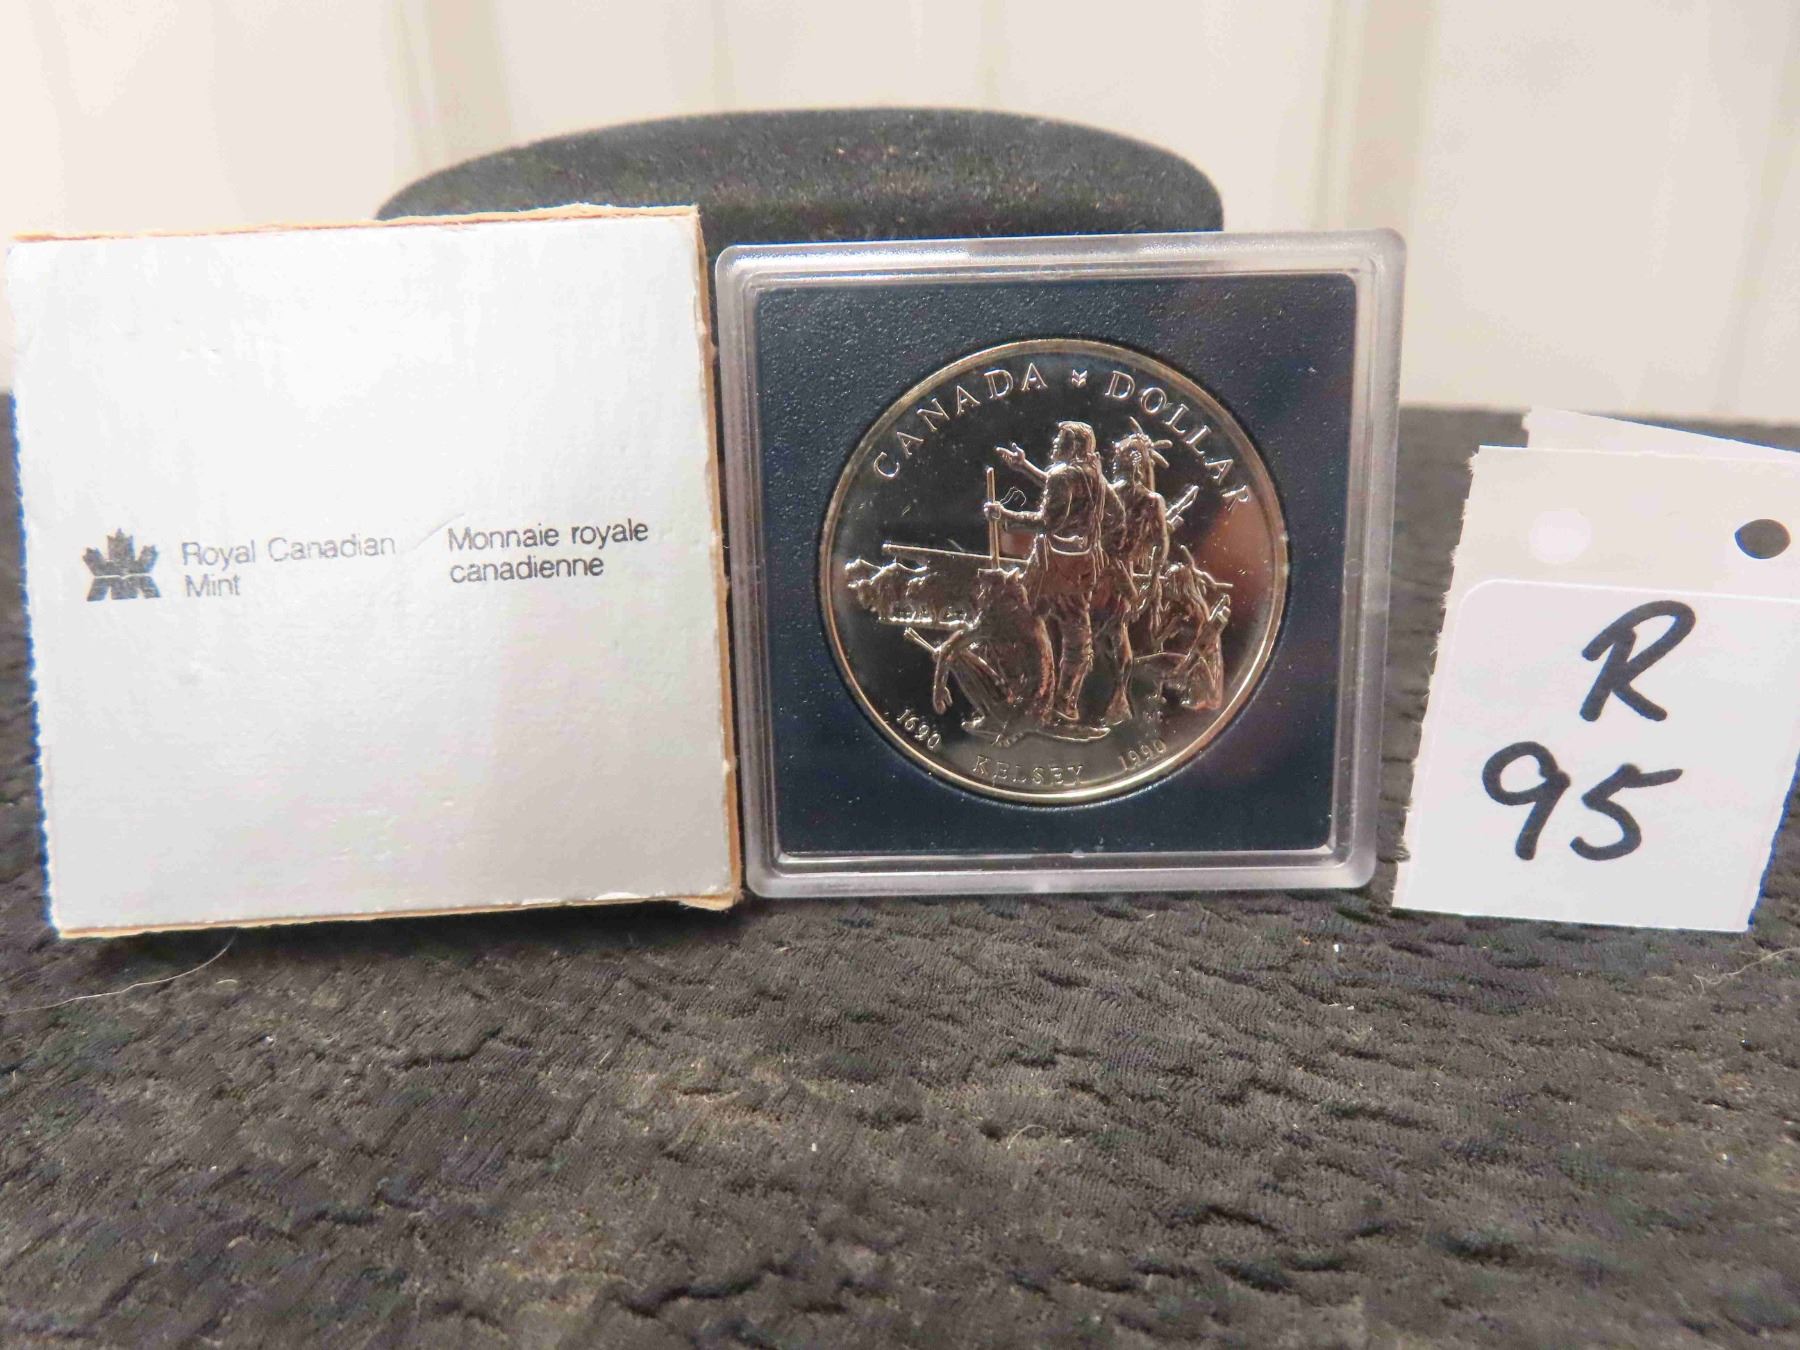 Royal Canadian
Mint
Monnaie royale
canadienne
CANADA DOLLAR
1690 KELSEY 1990
R
95